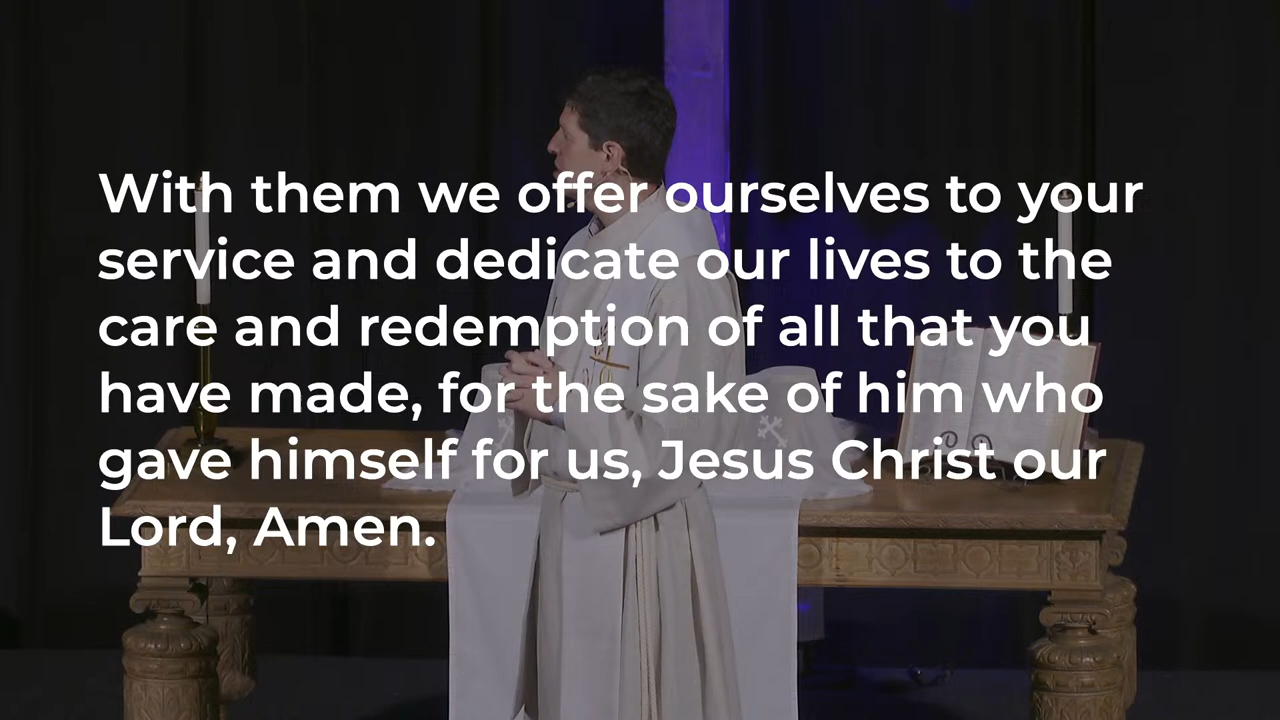 With them we offer ourselves to your
service and dedicate our lives to the
care and redemption of all that you
have made, for the sake of him who
gave himself for us, Jesus Christ our
Lord, Amen.